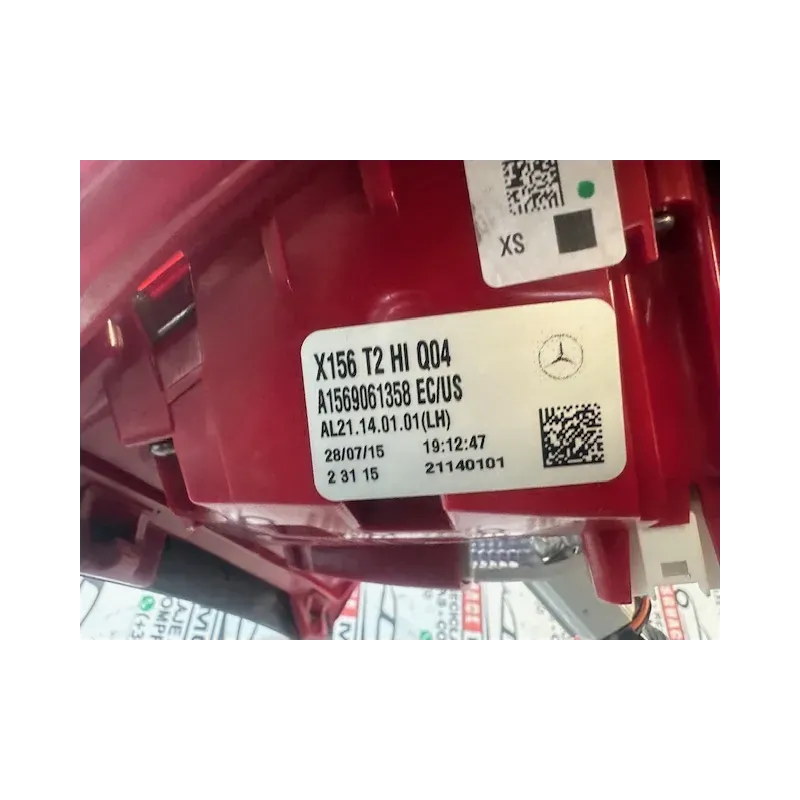 XS
X156 T2 HI Q04
A1569061358 EC/US
AL21.14.01.01(LH)
28/07/15 19:12:47
2 31 15 21140101